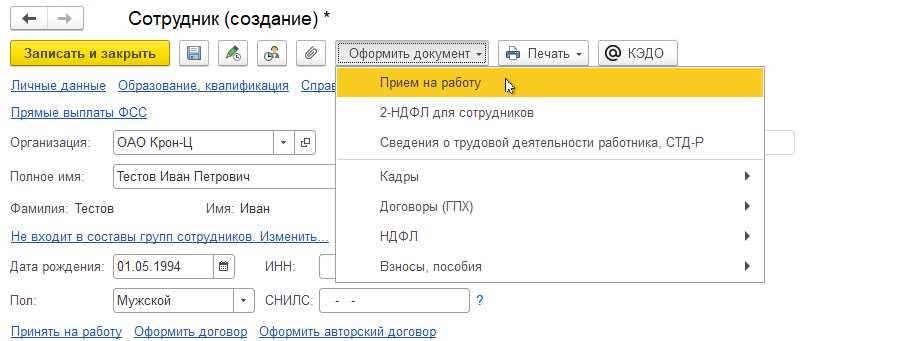 Сотрудник (создание) *
Записать и закрыть Оформить документ Печать @ КЭДО
Личные данные Образование, квалификация Справ
Прием на работу
2-НДФЛ для сотрудников
Прямые выплаты ФСС
Организация: ОАО Крон-Ц
Сведения о трудовой деятельности работника, СТД-Р
Полное имя: Тестов Иван Петрович
Кадры
Фамилия: Тестов Имя: Иван
Договоры (ГПХ)
Не входит в составы групп сотрудников. Изменить...
НДФЛ
Дата рождения: 01.05.1994 ИНН:
Взносы, пособия
Пол: Мужской СНИЛС: - - ?
Принять на работу Оформить договор Оформить авторский договор